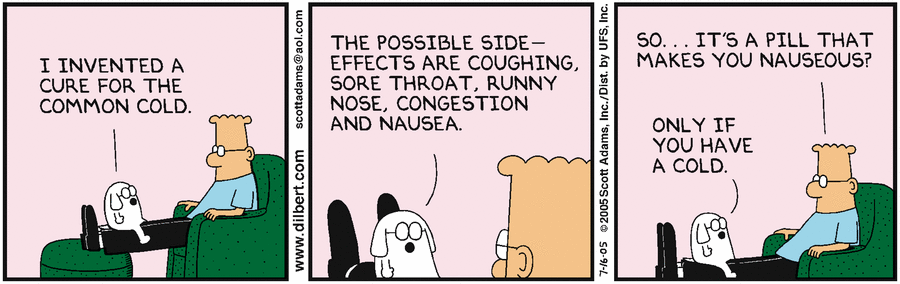 I INVENTED A
CURE FOR THE
COMMON COLD.
scottadams@aol.com
www.dilbert.com
THE POSSIBLE SIDE-
EFFECTS ARE COUGHING,
SORE THROAT, RUNNY
NOSE, CONGESTION
AND NAUSEA.
7-16-05 ©2005 Scott Adams, Inc./Dist. by UFS, Inc.
SO... IT'S A PILL THAT
MAKES YOU NAUSEOUS?
ONLY IF
YOU HAVE
A COLD.